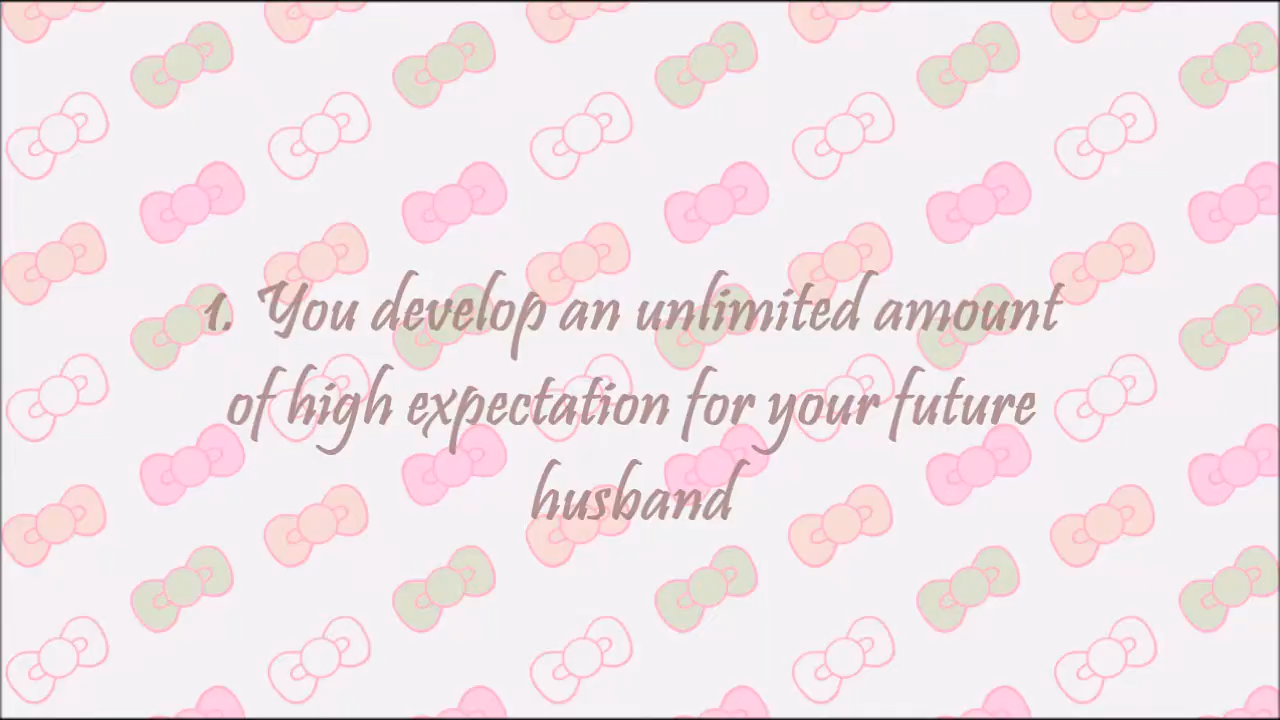 1. You develop an unlimited amount
of high expectation for your future
husband